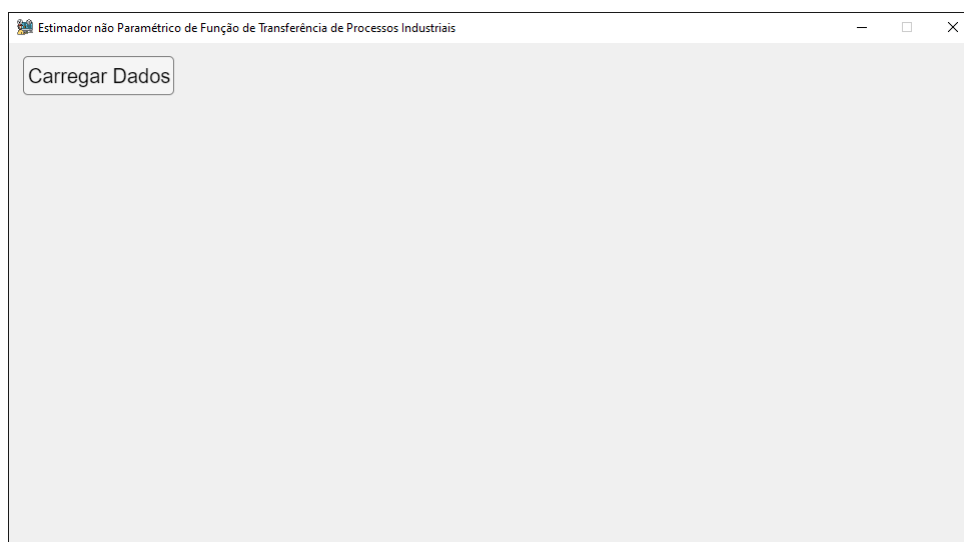 Estimador não Paramétrico de Função de Transferência de Processos Industriais
Carregar Dados